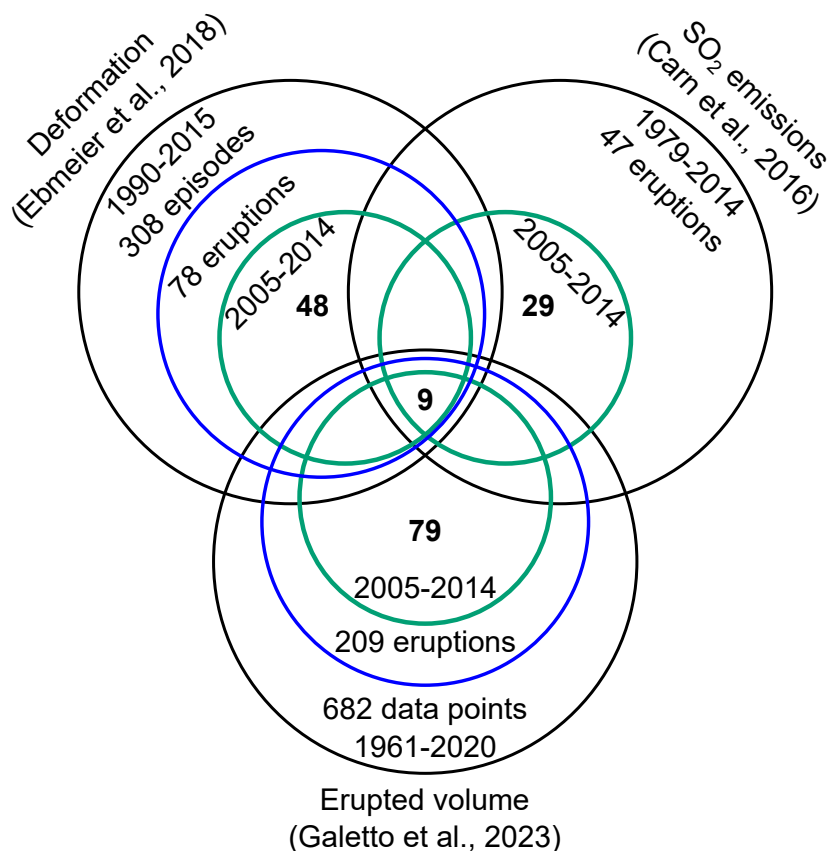 Deformation
(Ebmeier et al., 2018)
1990-2015
308 episodes
78 eruptions
2005-2014
48
SO₂ emissions
(Carn et al., 2016)
1979-2014
47 eruptions
2005-2014
29
9
79
2005-2014
209 eruptions
682 data points
1961-2020
Erupted volume
(Galetto et al., 2023)